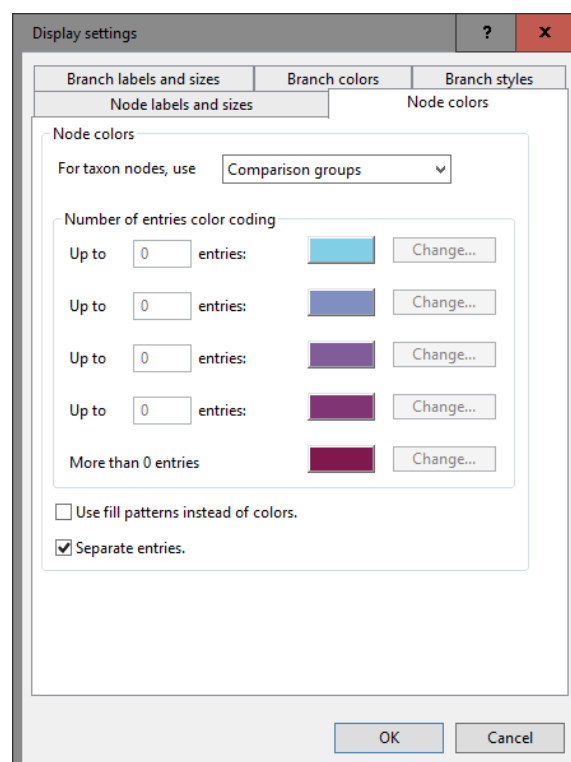 Display settings
?
x
Branch labels and sizes
Branch colors
Branch styles
Node labels and sizes
Node colors
Node colors
For taxon nodes, use
Comparison groups
Number of entries color coding
Up to 0 entries: Change...
Up to 0 entries: Change...
Up to 0 entries: Change...
Up to 0 entries: Change...
More than 0 entries Change...
Use fill patterns instead of colors.
Separate entries.
OK
Cancel